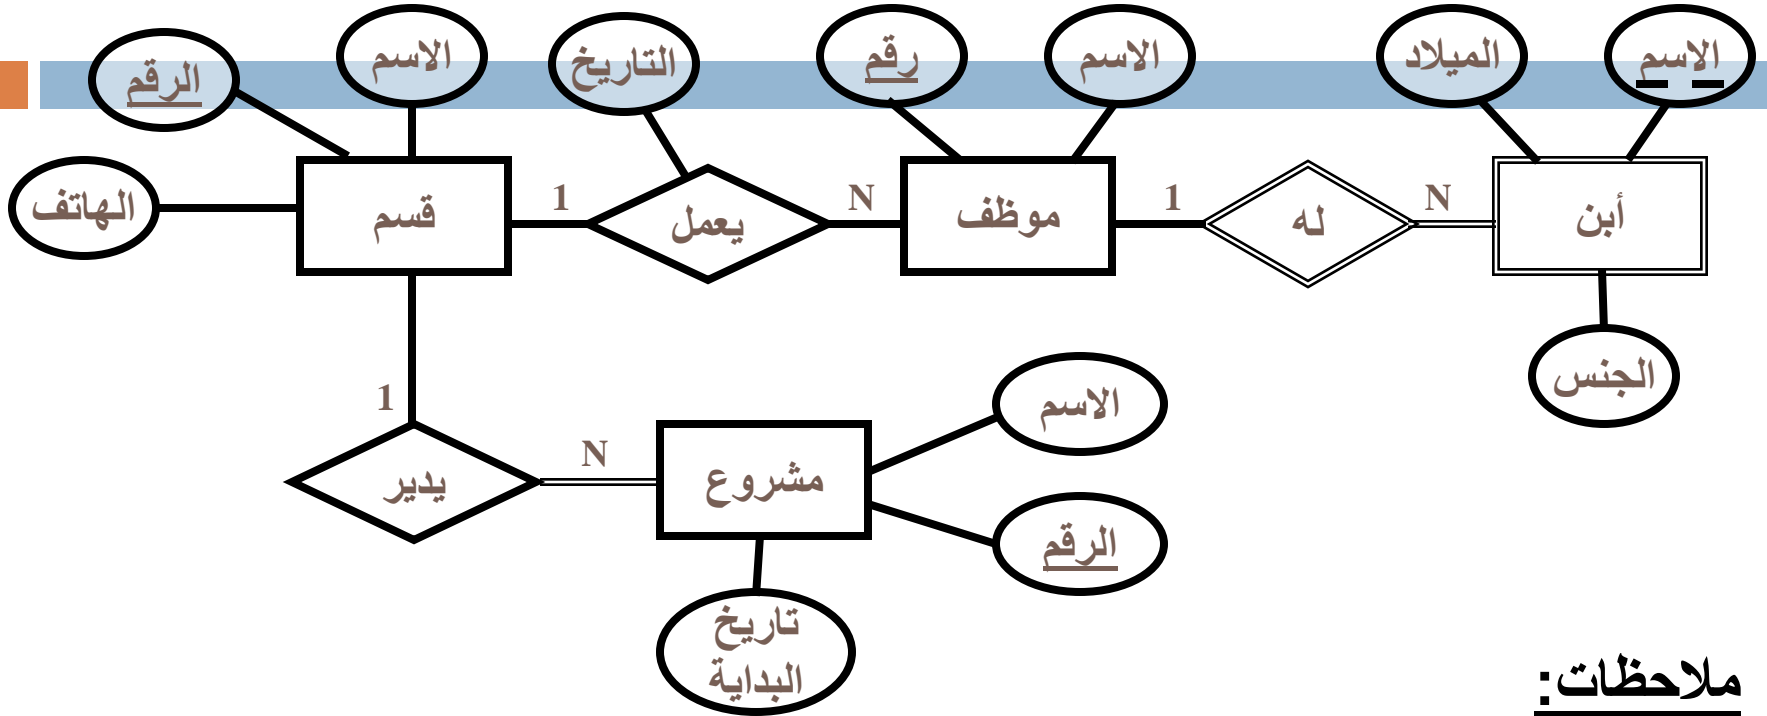 الاسم
الميلاد
الاسم
رقم
التاريخ
الاسم
الرقم
أبن
N
له
1
موظف
N
يعمل
1
قسم
الهاتف
الجنس
1
الاسم
يدير
N
مشروع
الرقم
تاريخ
البداية
ملاحظات: